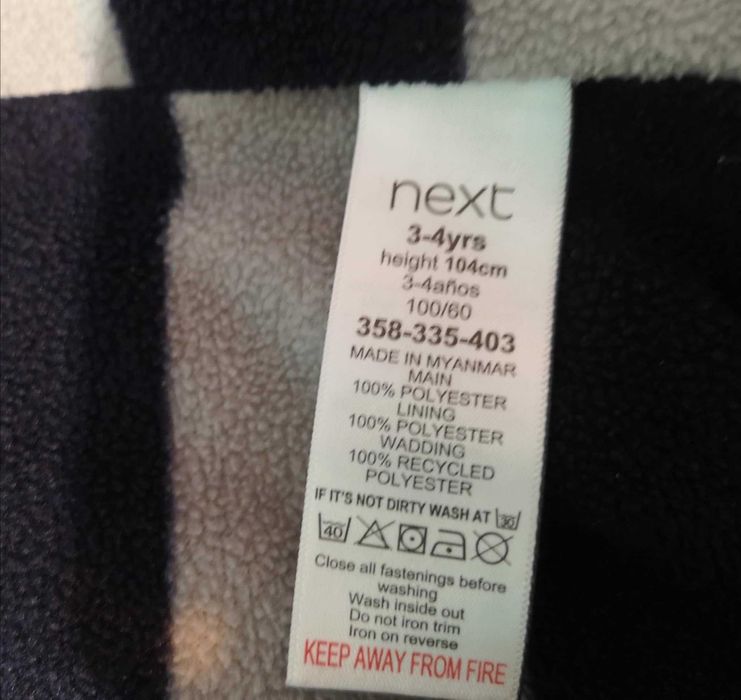 next
3-4yrs
height 104cm
3-4años
100/60
358-335-403
MADE IN MYANMAR
MAIN
100% POLYESTER
LINING
100% POLYESTER
WADDING
100% RECYCLED
POLYESTER
IF IT'S NOT DIRTY WASH AT 30
40
Close all fastenings before
washing
Wash inside out
Do not iron trim
Iron on reverse
KEEP AWAY FROM FIRE